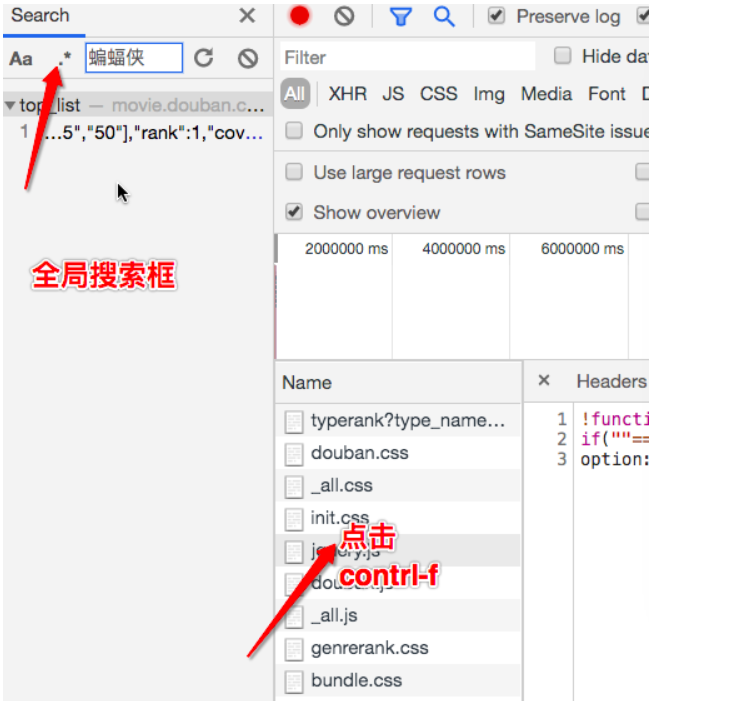 Search
Preserve log
Aa .* 蝙蝠侠
Filter
Hide da
All XHR JS CSS Img Media Font D
top_list — movie.douban.c...
1 ...5","50"],"rank":1,"cov...
Only show requests with SameSite issue
Use large request rows
Show overview
全局搜索框
2000000 ms 4000000 ms 6000000 ms
Name
Headers
typerank?type_name...
douban.css
_all.css
init.css
点击
jquery.js
contrl-f
douban.js
_all.js
genrerank.css
bundle.css
1 !functi
2 if(""==
3 option: